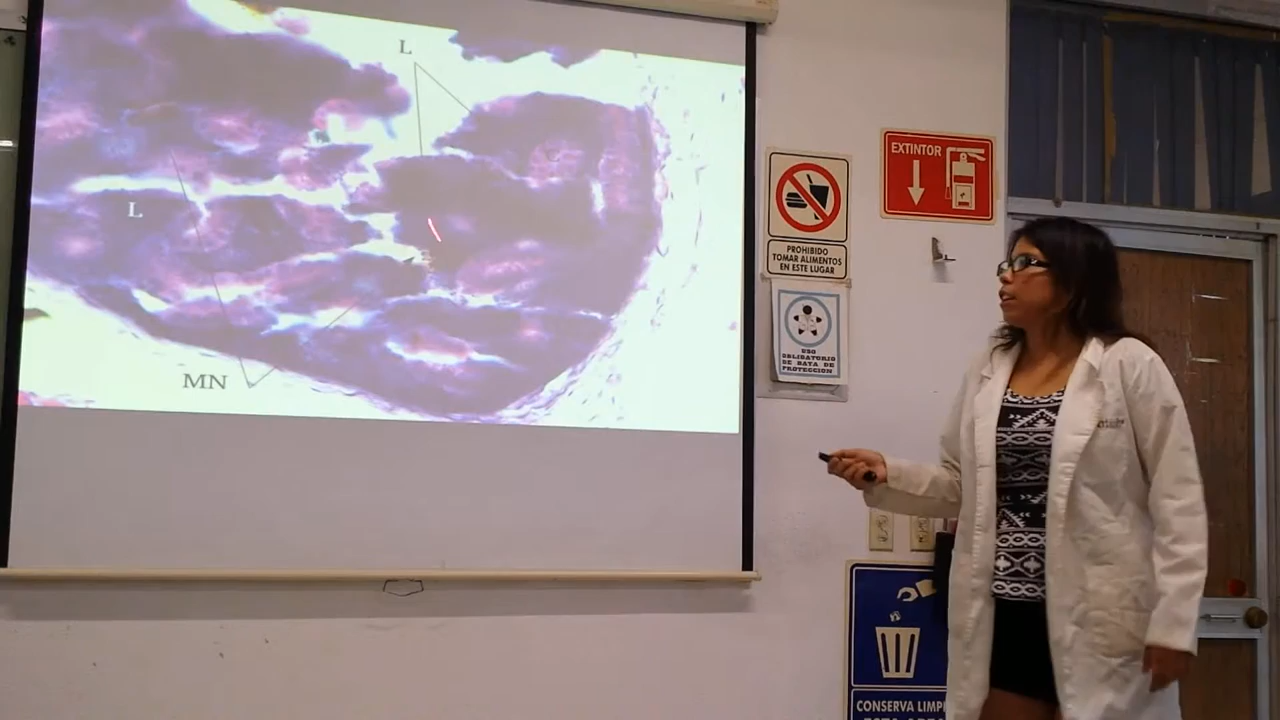 L
L
MN
EXTINTOR
PROHIBIDO
TOMAR ALIMENTOS
EN ESTE LUGAR
USO
OBLIGATORIO
DE BATA DE
PROTECCION
CONSERVA LIMP